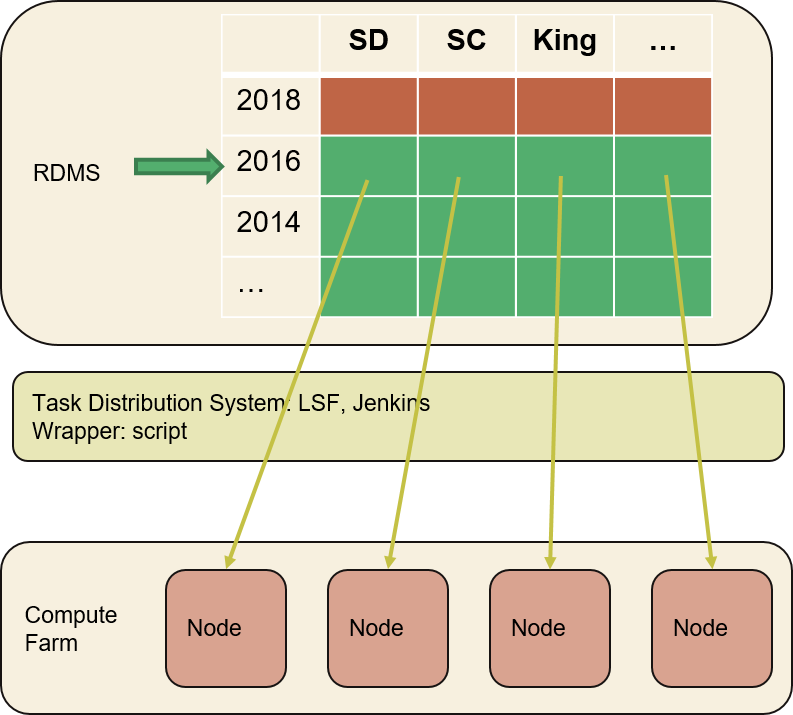 SD SC King ...
2018
RDMS 2016
2014
...
Task Distribution System: LSF, Jenkins
Wrapper: script
Compute
Farm
Node Node Node Node